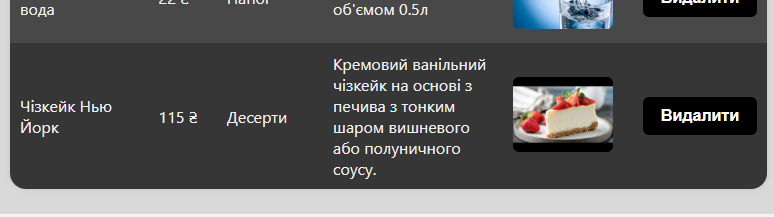 вода
22 ₴
Напої
об'ємом 0.5л
Видалити
Чізкейк Нью
Йорк
115 ₴
Десерти
Кремовий ванільний
чізкейк на основі з
печива з тонким
шаром вишневого
або полуничного
соусу.
Видалити